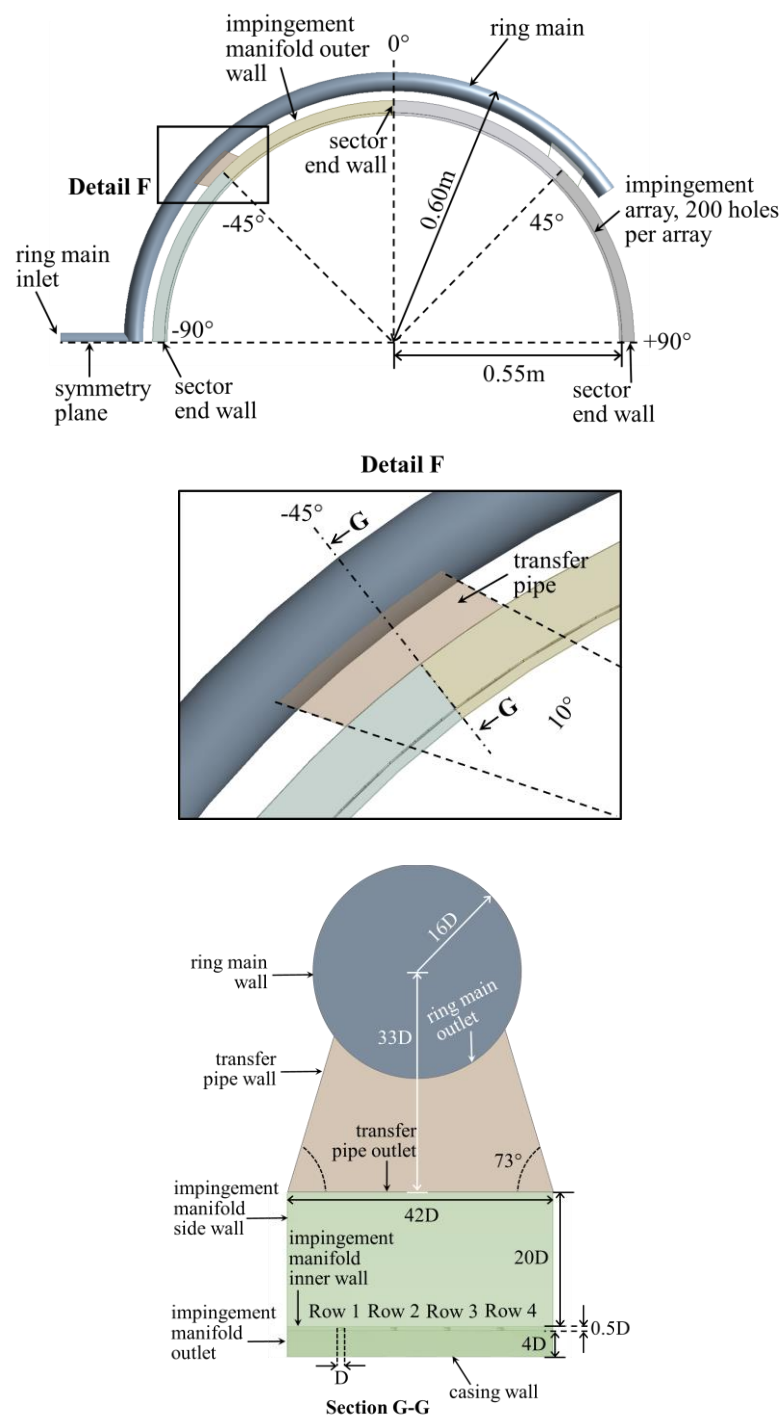 impingement
manifold outer
wall
0°
ring main
sector
end wall
0.60m
Detail F
-45°
45°
impingement
array, 200 holes
per array
ring main
inlet
-90°
+90°
symmetry
plane
sector
end wall
0.55m
sector
end wall
Detail F
-45°
G
transfer
pipe
G
10°
16D
ring main
wall
33D
ring main
outlet
transfer
pipe wall
transfer
pipe outlet
73°
impingement
manifold
side wall
42D
impingement
manifold
inner wall
20D
Row 1 Row 2 Row 3 Row 4
impingement
manifold
outlet
0.5D
4D
D
casing wall
Section G-G